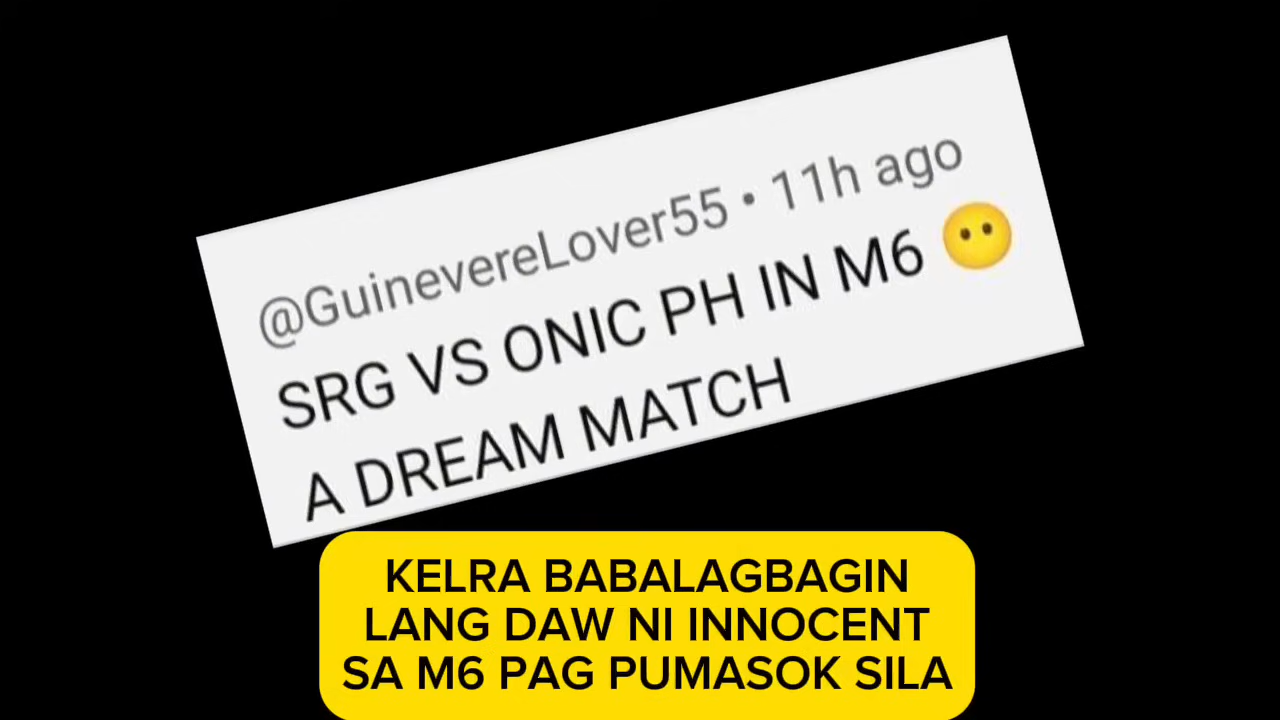 @GuinevereLover55 • 11h ago
SRG VS ONIC PH IN M6 😶
A DREAM MATCH
KELRA BABALAGBAGIN
LANG DAW NI INNOCENT
SA M6 PAG PUMASOK SILA